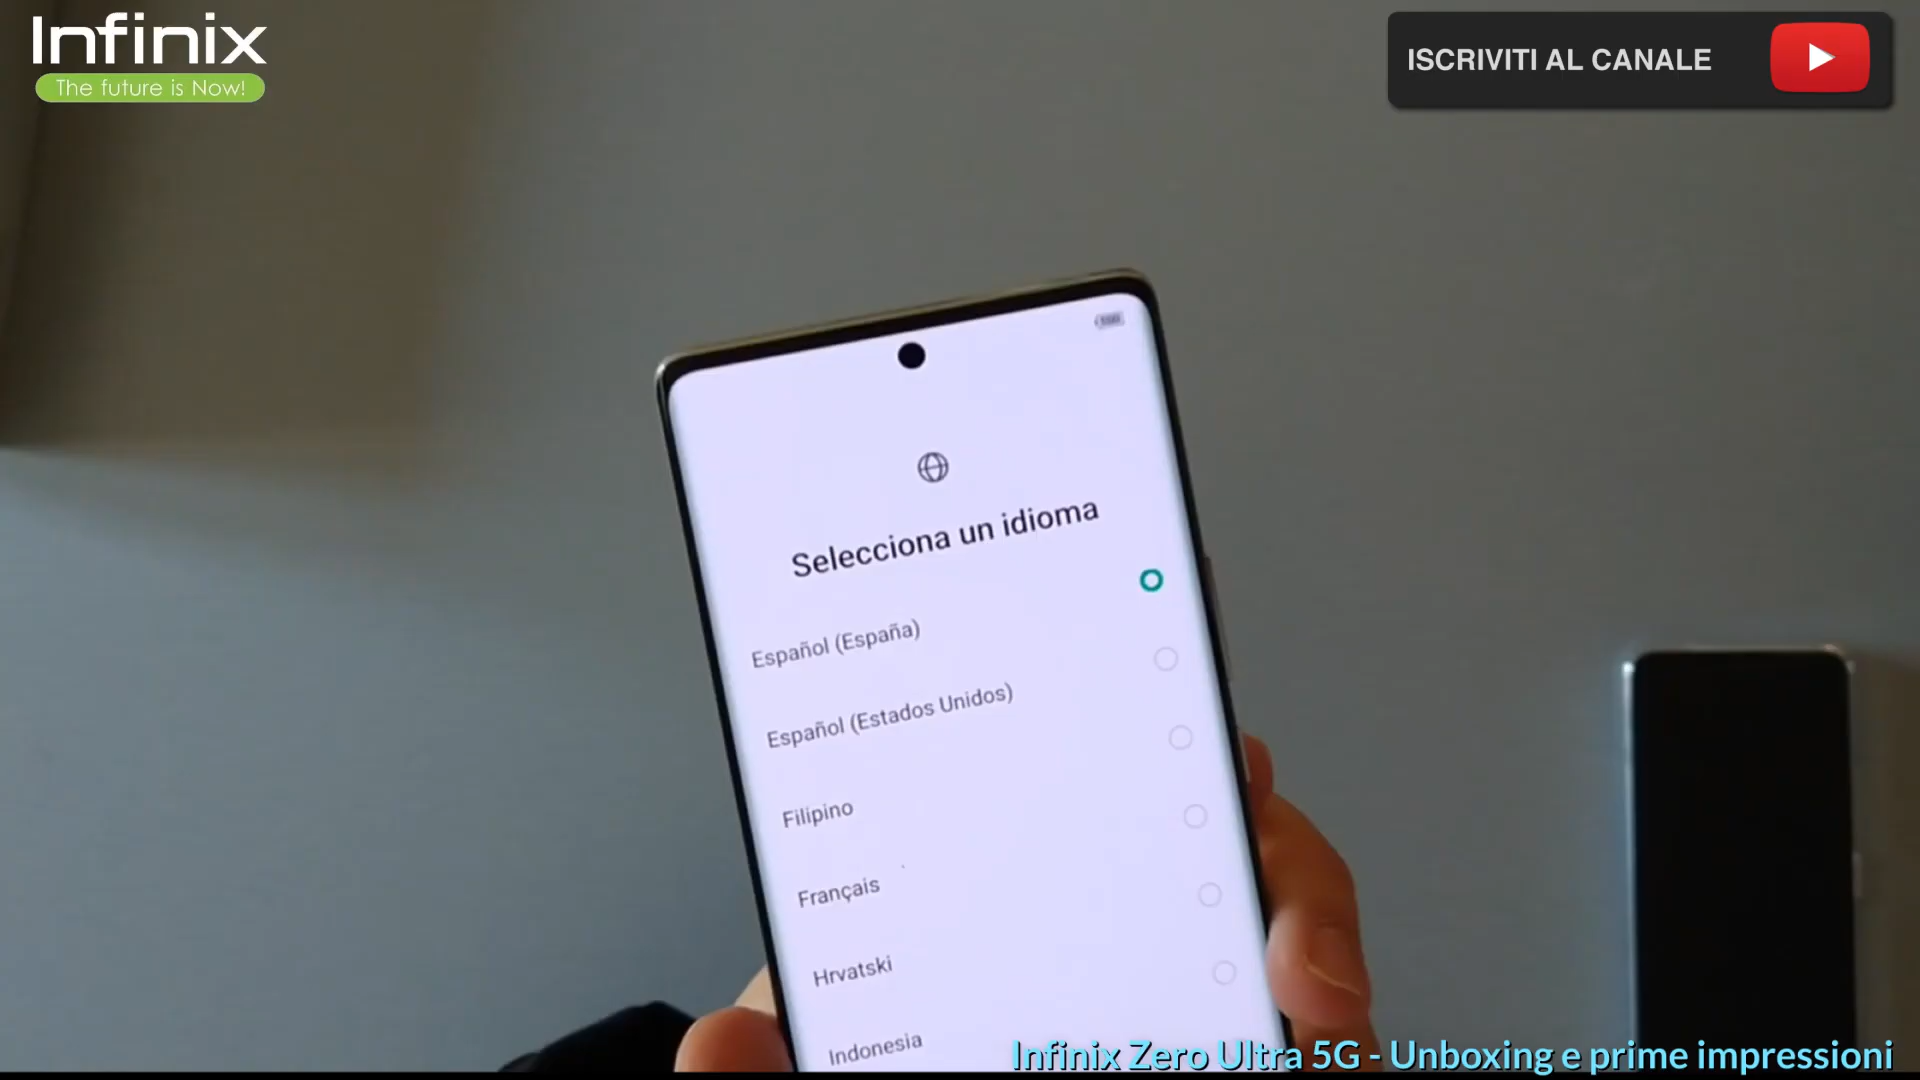 Infinix
The future is Now!
ISCRIVITI AL CANALE
Selecciona un idioma
Español (España)
Español (Estados Unidos)
Filipino
Français
Hrvatski
Indonesia
Infinix Zero Ultra 5G - Unboxing e prime impressioni